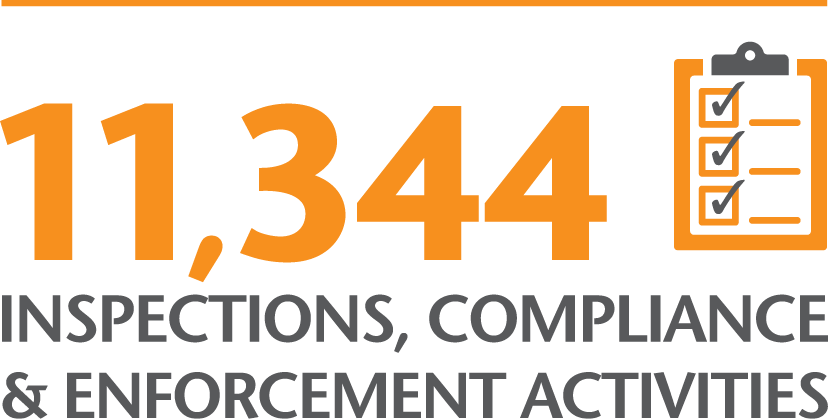 11,344
INSPECTIONS, COMPLIANCE
& ENFORCEMENT ACTIVITIES